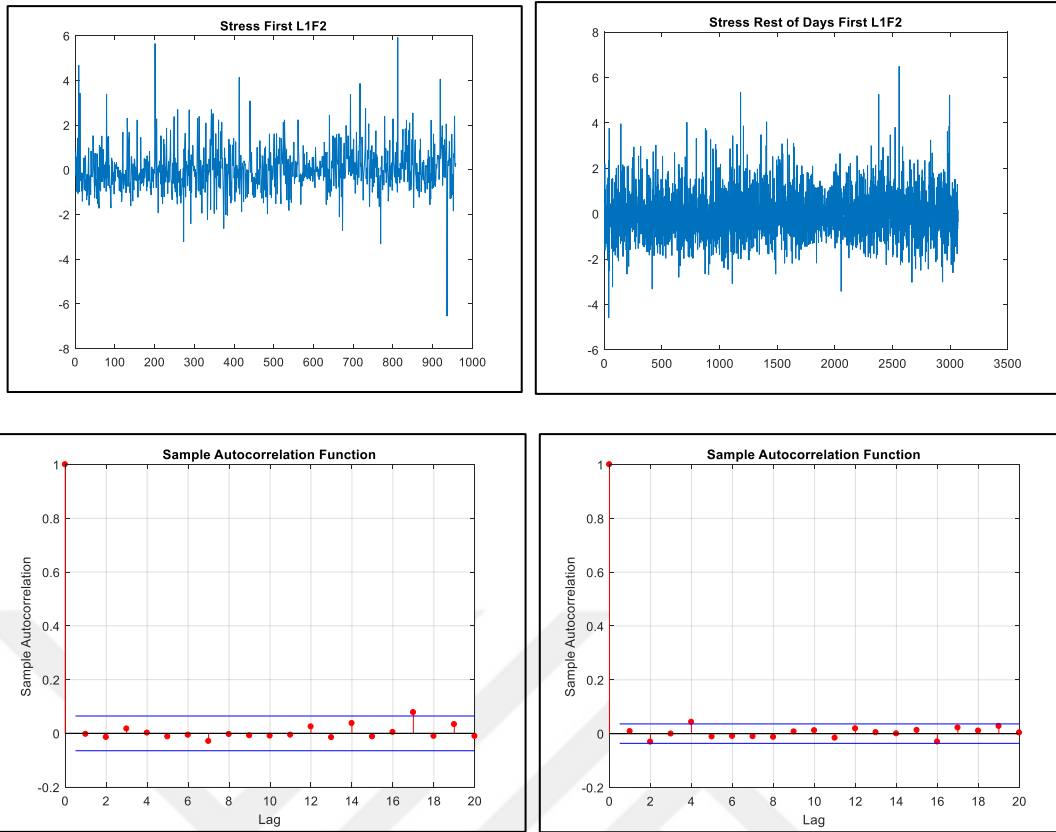 Stress First L1F2
6
4
2
0
-2
-4
-6
-8
0 100 200 300 400 500 600 700 800 900 1000
Stress Rest of Days First L1F2
8
6
4
2
0
-2
-4
-6
0 500 1000 1500 2000 2500 3000 3500
Sample Autocorrelation Function
Sample Autocorrelation
1
0.8
0.6
0.4
0.2
0
-0.2
0 2 4 6 8 10 12 14 16 18 20
Lag
Sample Autocorrelation Function
Sample Autocorrelation
1
0.8
0.6
0.4
0.2
0
-0.2
0 2 4 6 8 10 12 14 16 18 20
Lag